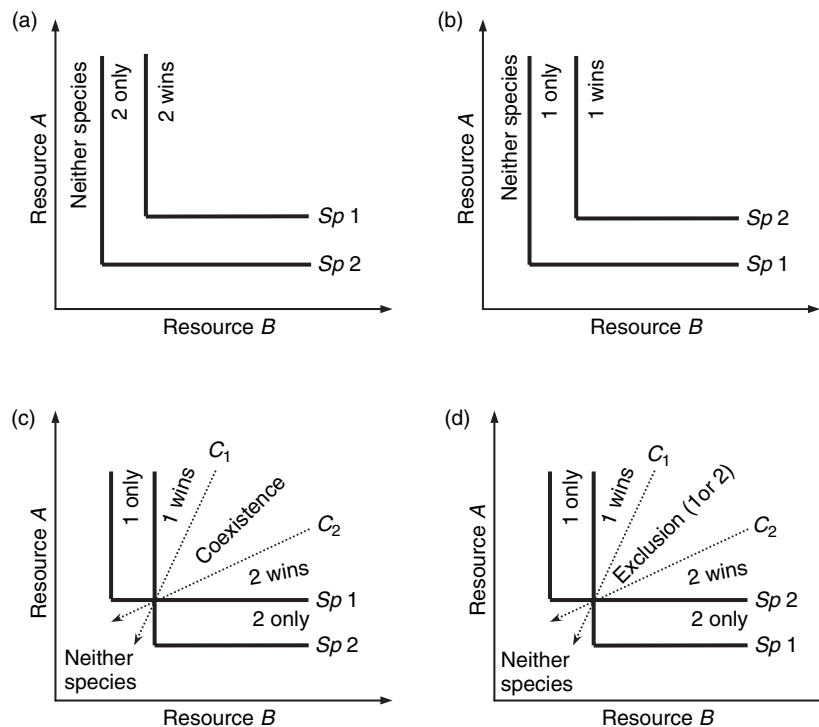 (a)
Resource A
Neither species
2 only
2 wins
Sp 1
Sp 2
Resource B
(b)
Resource A
Neither species
1 only
1 wins
Sp 2
Sp 1
Resource B
(c)
Resource A
1 only
1 wins
C1
Coexistence
C2
2 wins
Sp 1
2 only
Sp 2
Neither
species
Resource B
(d)
Resource A
1 only
1 wins
C1
Exclusion (1or 2)
C2
2 wins
Sp 2
2 only
Sp 1
Neither
species
Resource B